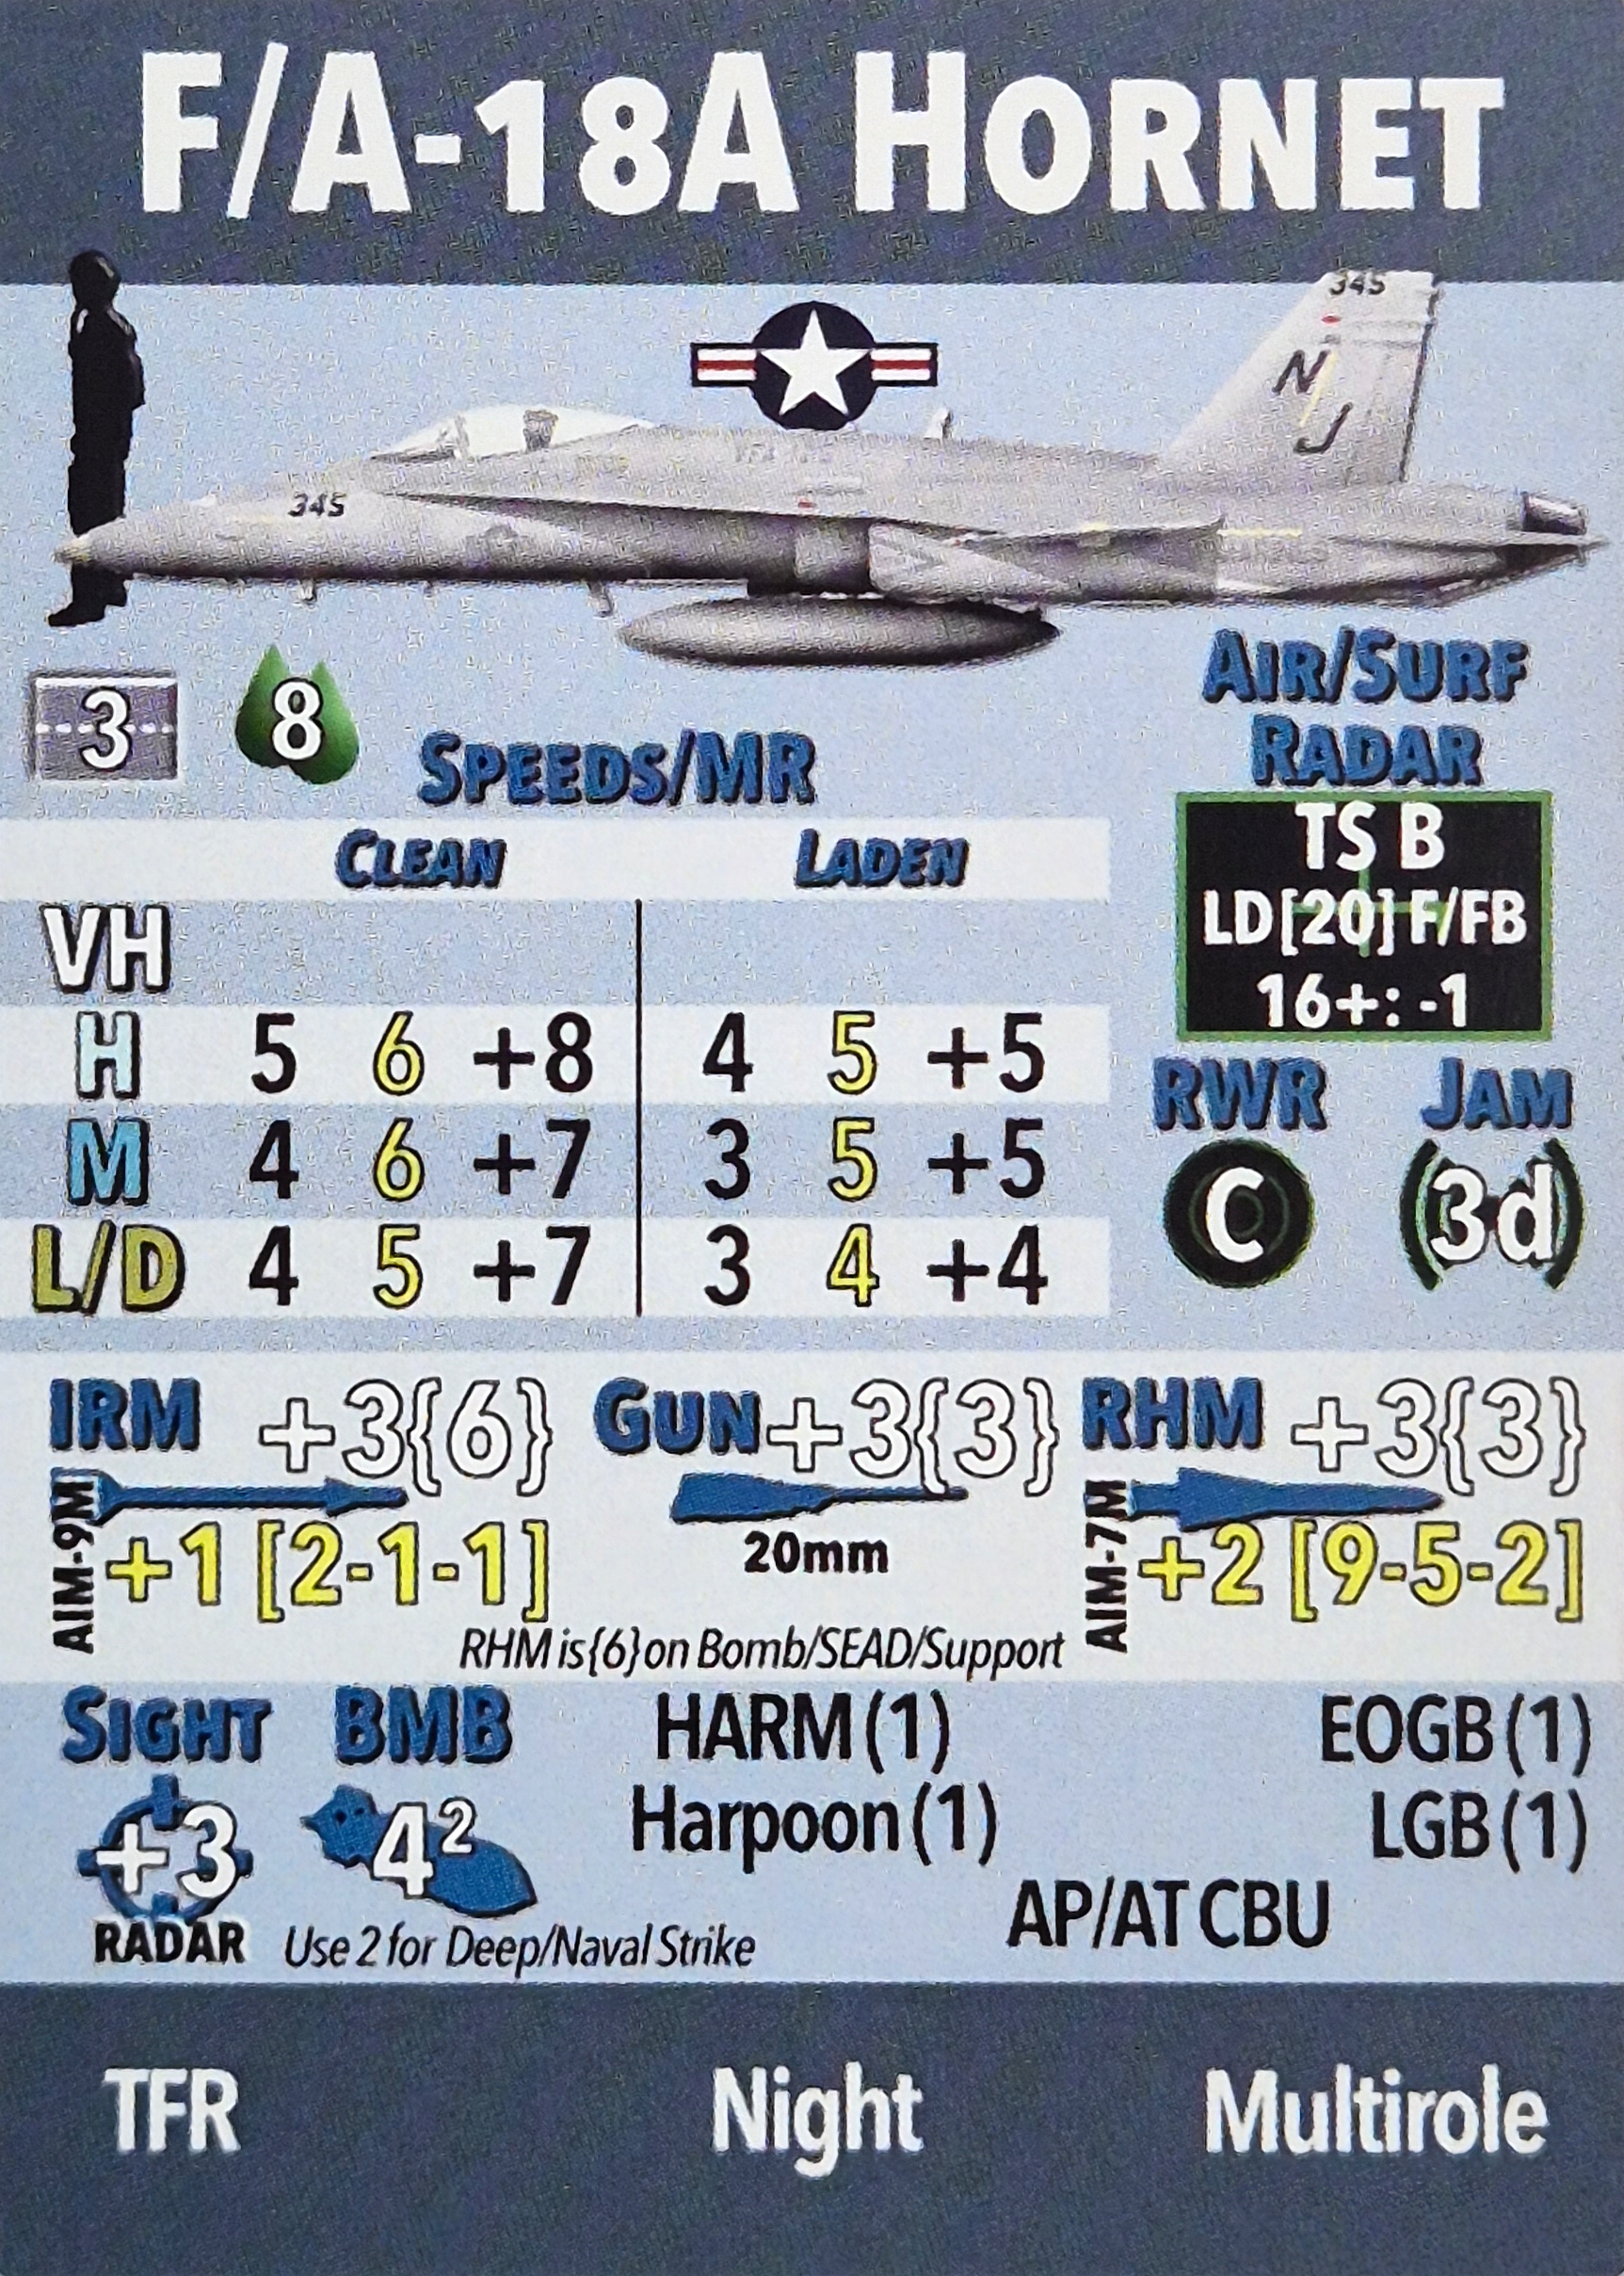 F/A-18A HORNET
345
N
J
345
3 8
SPEEDS/MR
AIR/SURF
RADAR
CLEAN LADEN
TS B
LD[20] F/FB
16+: -1
VH
H 5 6 +8 4 5 +5
M 4 6 +7 3 5 +5
L/D 4 5 +7 3 4 +4
RWR JAM
C (3d)
IRM +3{6} GUN +3{3} RHM +3{3}
AIM-9M +1 [2-1-1] 20mm AIM-7M +2 [9-5-2]
RHM is {6} on Bomb/SEAD/Support
SIGHT BMB HARM (1) EOGB (1)
+3 4² Harpoon (1) LGB (1)
AP/AT CBU
RADAR Use 2 for Deep/Naval Strike
TFR Night Multirole